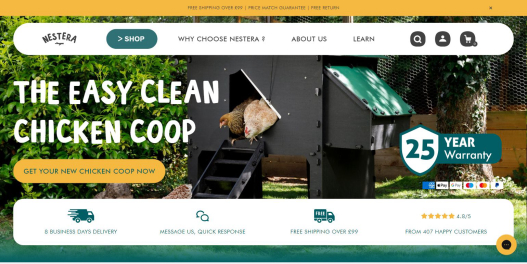 FREE SHIPPING OVER £99 | PRICE MATCH GUARANTEE | FREE RETURN
NESTERA
> SHOP
WHY CHOOSE NESTERA ?
ABOUT US
LEARN
THE EASY CLEAN
CHICKEN COOP
GET YOUR NEW CHICKEN COOP NOW
25 YEAR
Warranty
FREE
4.8/5
8 BUSINESS DAYS DELIVERY
MESSAGE US, QUICK RESPONSE
FREE SHIPPING OVER £99
FROM 407 HAPPY CUSTOMERS